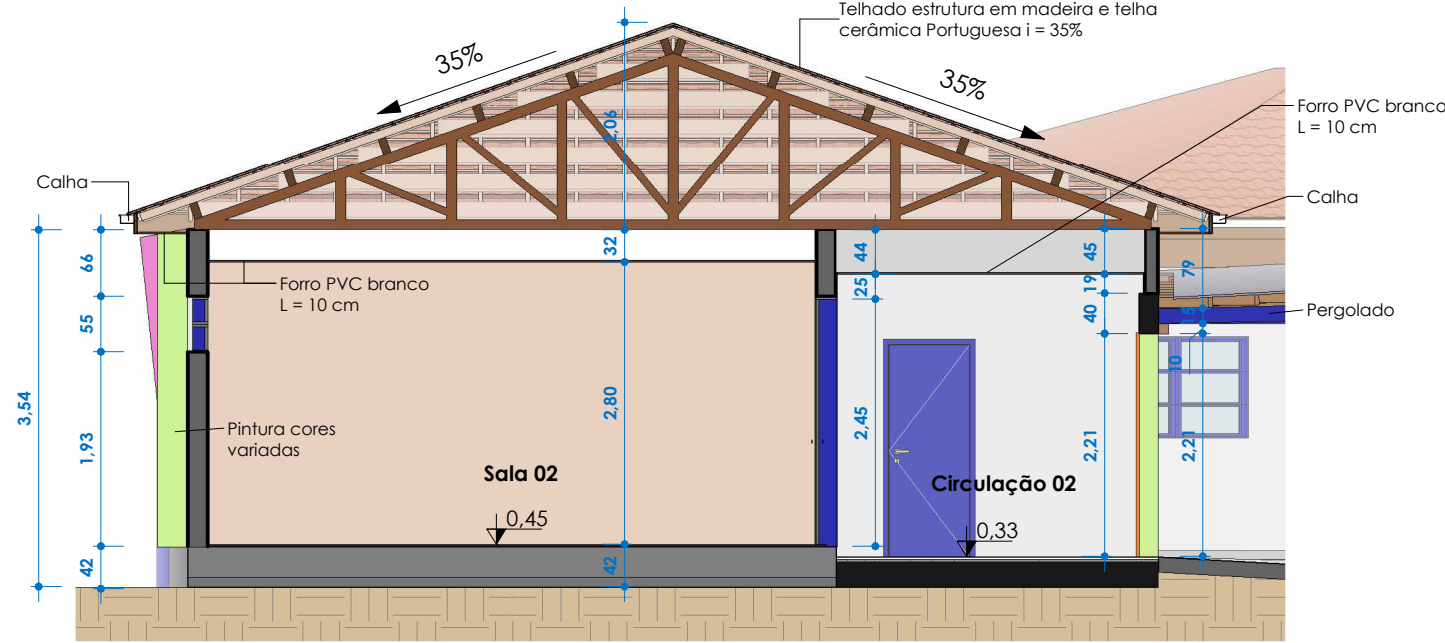 Telhado estrutura em madeira e telha
cerâmica Portuguesa i = 35%
35%
35%
Forro PVC branco
L = 10 cm
2,06
Calha
Calha
66
32
44
45
79
25
19
Forro PVC branco
L = 10 cm
55
40
15
Pergolado
10
3,54
1,93
2,80
2,45
2,21
2,21
Pintura cores
variadas
Sala 02
Circulação 02
0,45
0,33
42
42